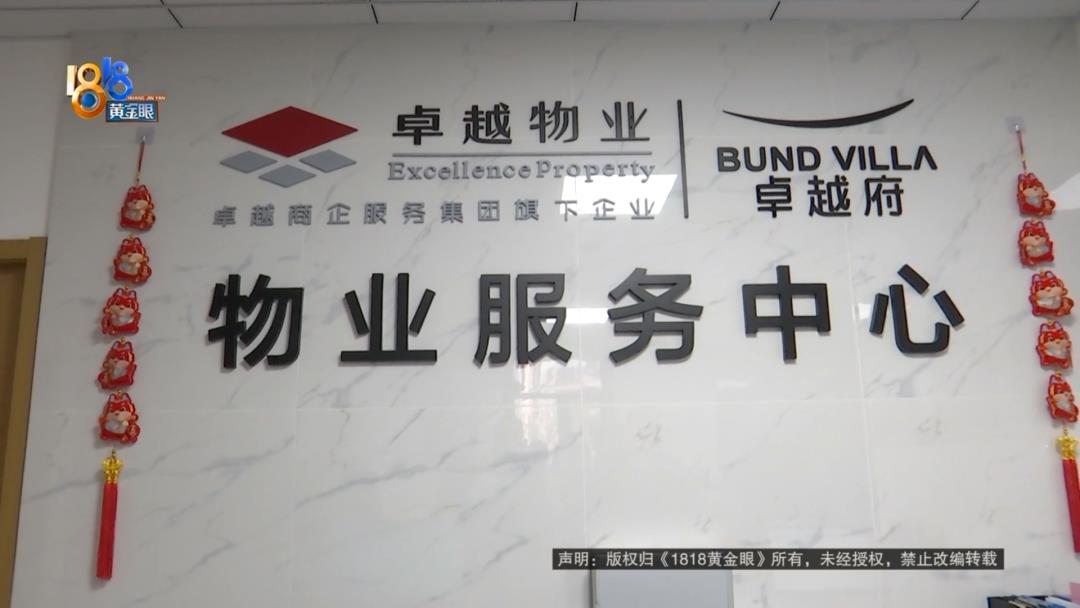 1818
HUANG JIN YAN
黄金眼
卓越物业
Excellence Property
卓越商企服务集团旗下企业
BUND VILLA
卓越府
物业服务中心
声明：版权归《1818黄金眼》所有，未经授权，禁止改编转载